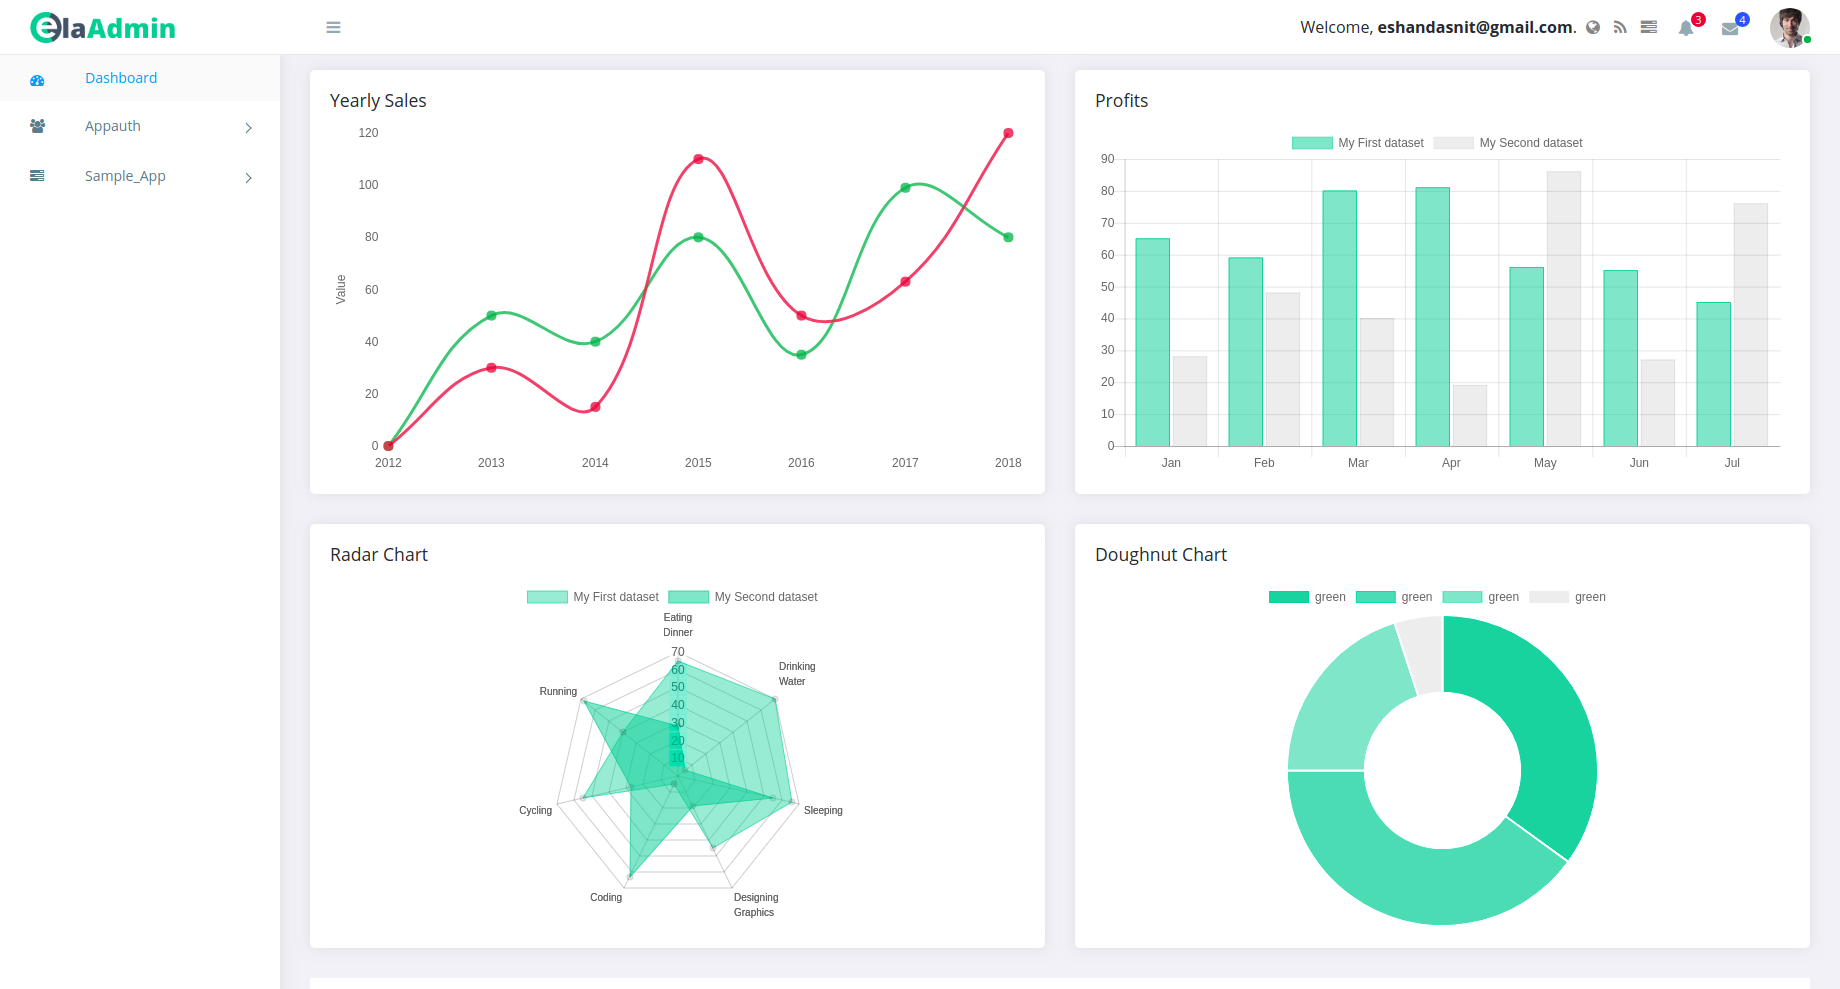 elaAdmin
Welcome, eshandasnit@gmail.com.
3
4
Dashboard
Appauth
Sample_App
Yearly Sales
120
100
80
60
40
20
0
Value
2012 2013 2014 2015 2016 2017 2018
Profits
My First dataset My Second dataset
90
80
70
60
50
40
30
20
10
0
Jan Feb Mar Apr May Jun Jul
Radar Chart
My First dataset My Second dataset
Eating
Dinner
Drinking
Water
Sleeping
Designing
Graphics
Coding
Cycling
Running
70
60
50
40
30
20
10
Doughnut Chart
green green green green